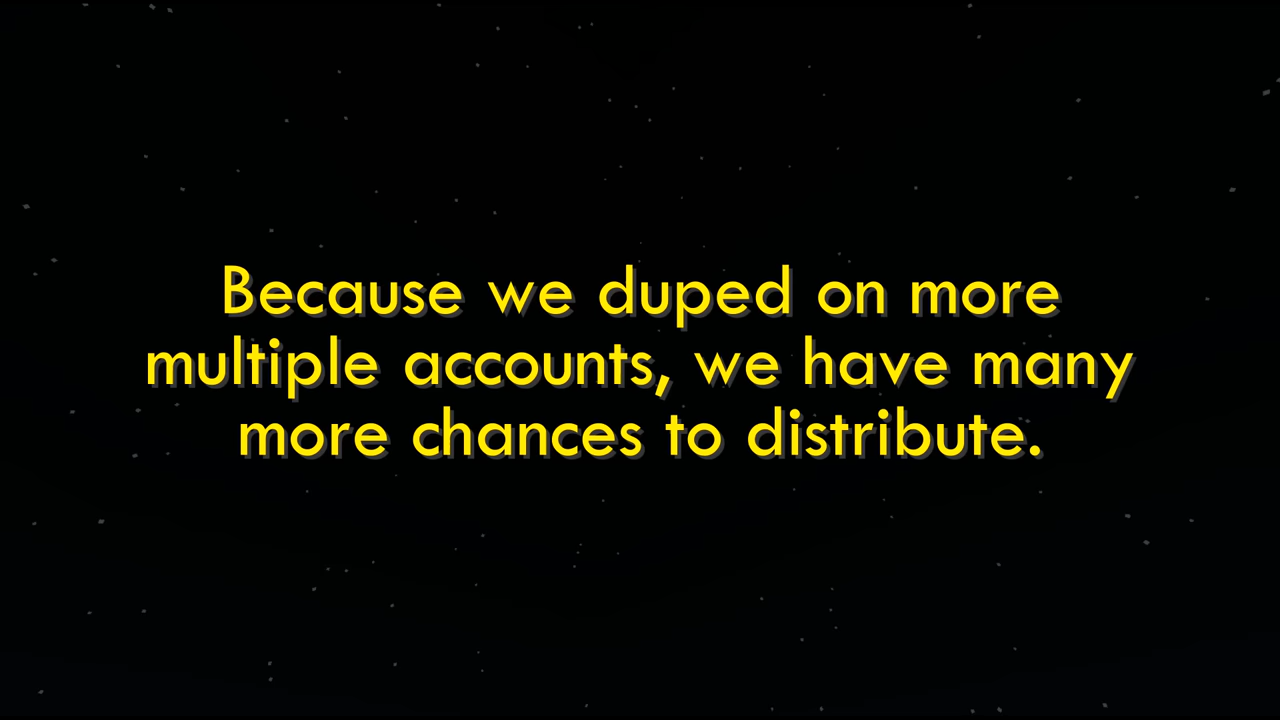 Because we duped on more
multiple accounts, we have many
more chances to distribute.